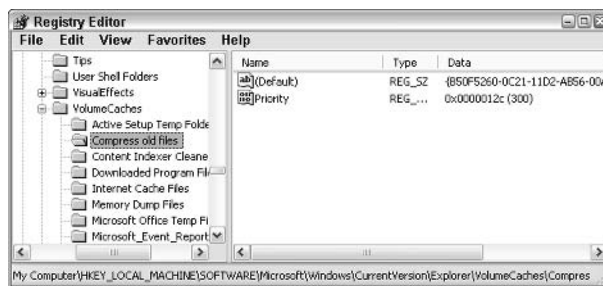 Registry Editor
File Edit View Favorites Help
Tips
User Shell Folders
VisualEffects
VolumeCaches
Active Setup Temp Folde
Compress old files
Content Indexer Cleane
Downloaded Program Fil
Internet Cache Files
Memory Dump Files
Microsoft Office Temp Fi
Microsoft_Event_Report
Name Type Data
ab (Default) REG_SZ {B50F5260-0C21-11D2-AB56-00A
Priority REG_... 0x0000012c (300)
My Computer\HKEY_LOCAL_MACHINE\SOFTWARE\Microsoft\Windows\CurrentVersion\Explorer\VolumeCaches\Compres